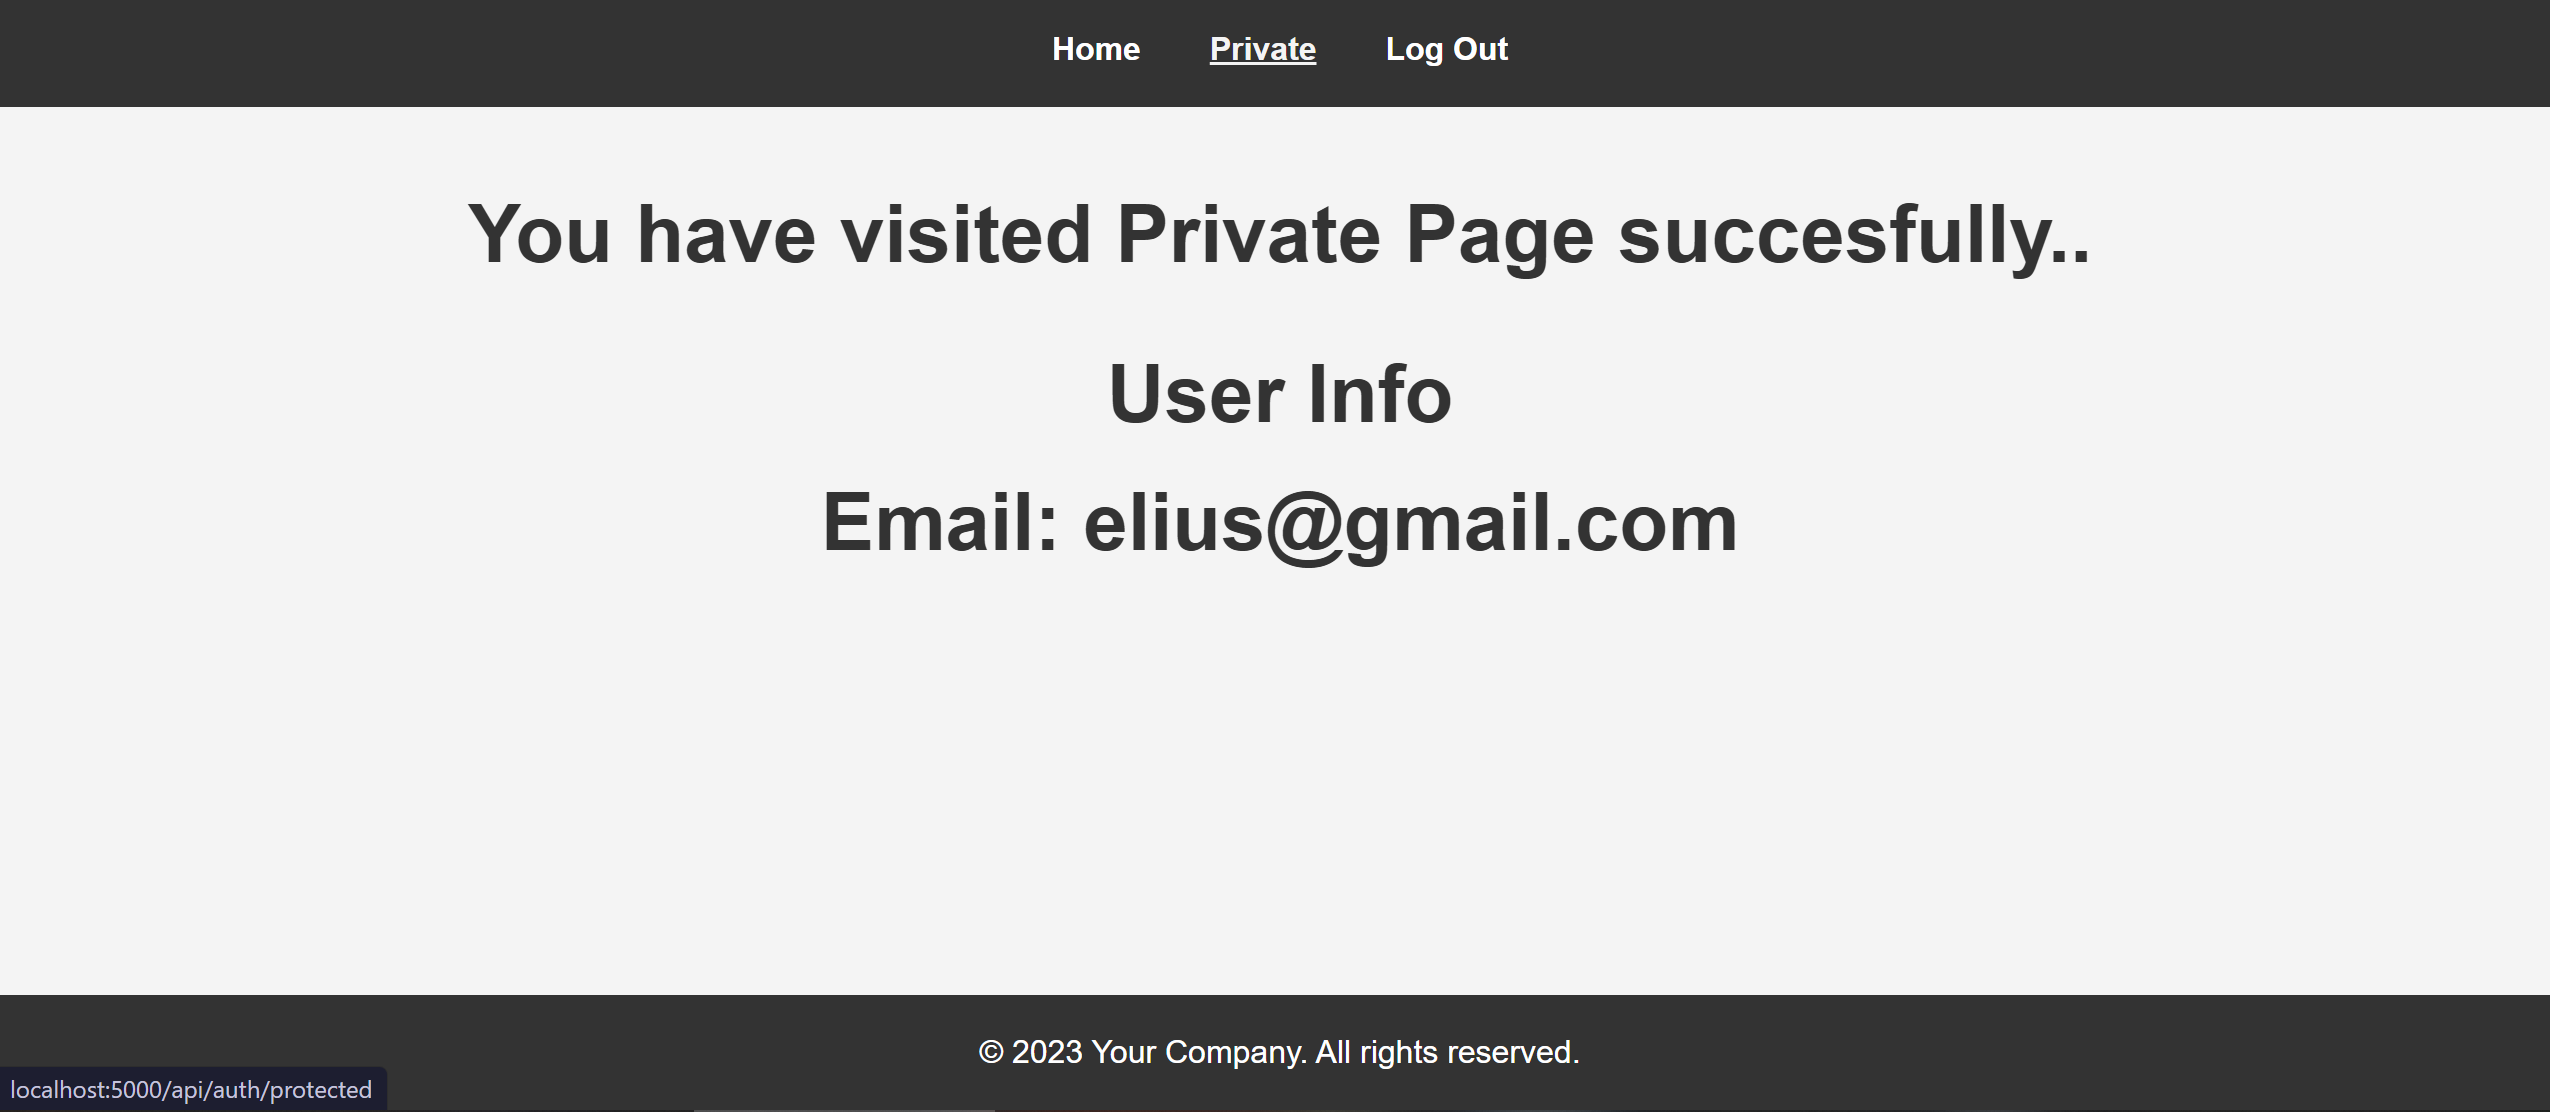 Home Private Log Out
You have visited Private Page succesfully..
User Info
Email: elius@gmail.com
© 2023 Your Company. All rights reserved.
localhost:5000/api/auth/protected